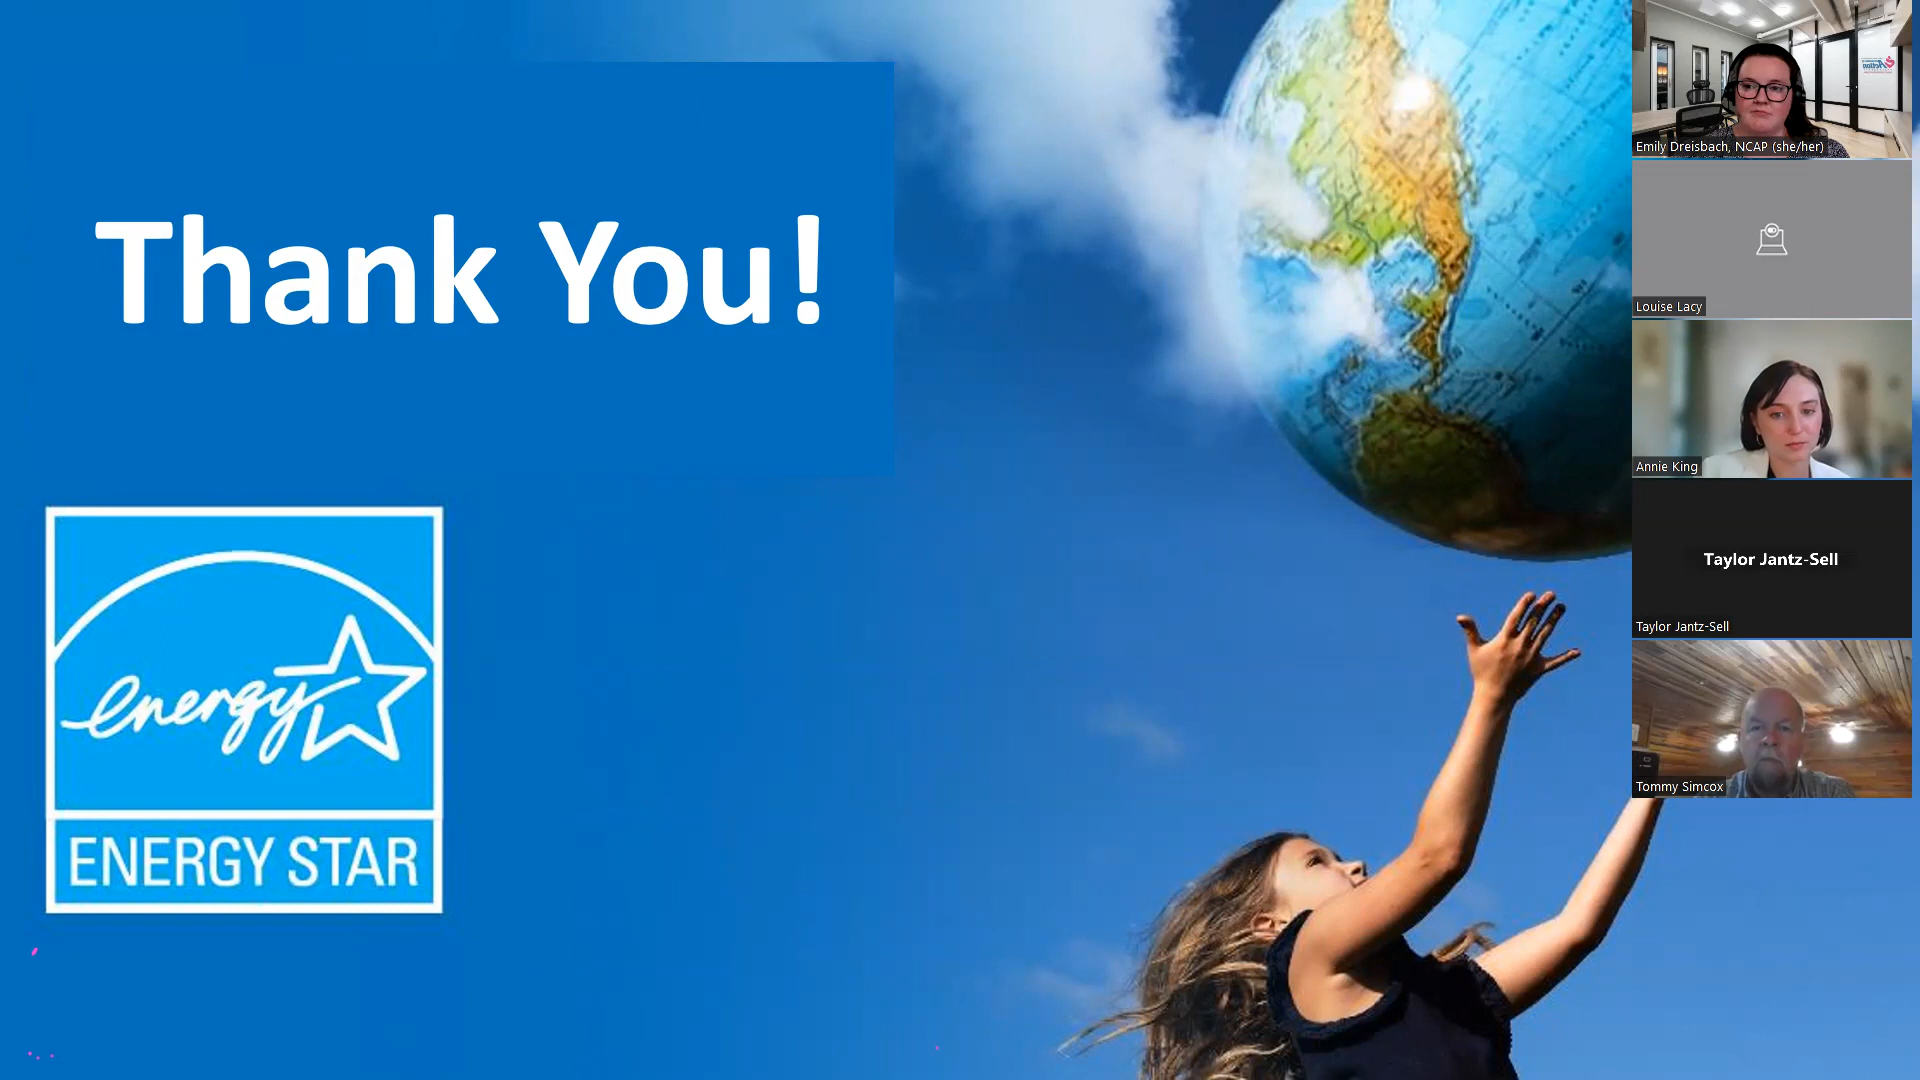 Thank You!
energy
ENERGY STAR
Emily Dreisbach, NCAP (she/her)
Louise Lacy
Annie King
Taylor Jantz-Sell
Taylor Jantz-Sell
Tommy Simcox